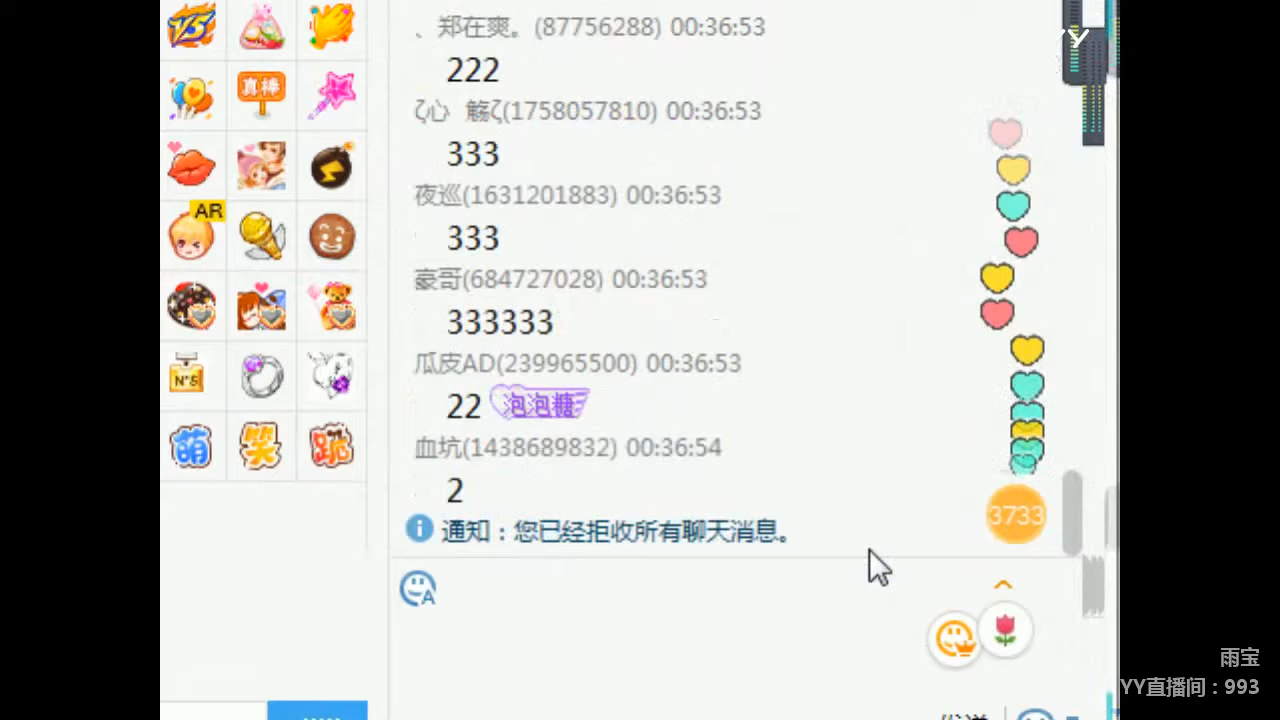 VS
真棒
AR
N°5
萌 笑 跪
、郑在爽。(87756288) 00:36:53
222
ζ心 觞ζ(1758057810) 00:36:53
333
夜巡(1631201883) 00:36:53
333
豪哥(684727028) 00:36:53
333333
瓜皮AD(239965500) 00:36:53
22 泡泡糖
血坑(1438689832) 00:36:54
2
通知：您已经拒收所有聊天消息。
3733
雨宝
YY直播间：993